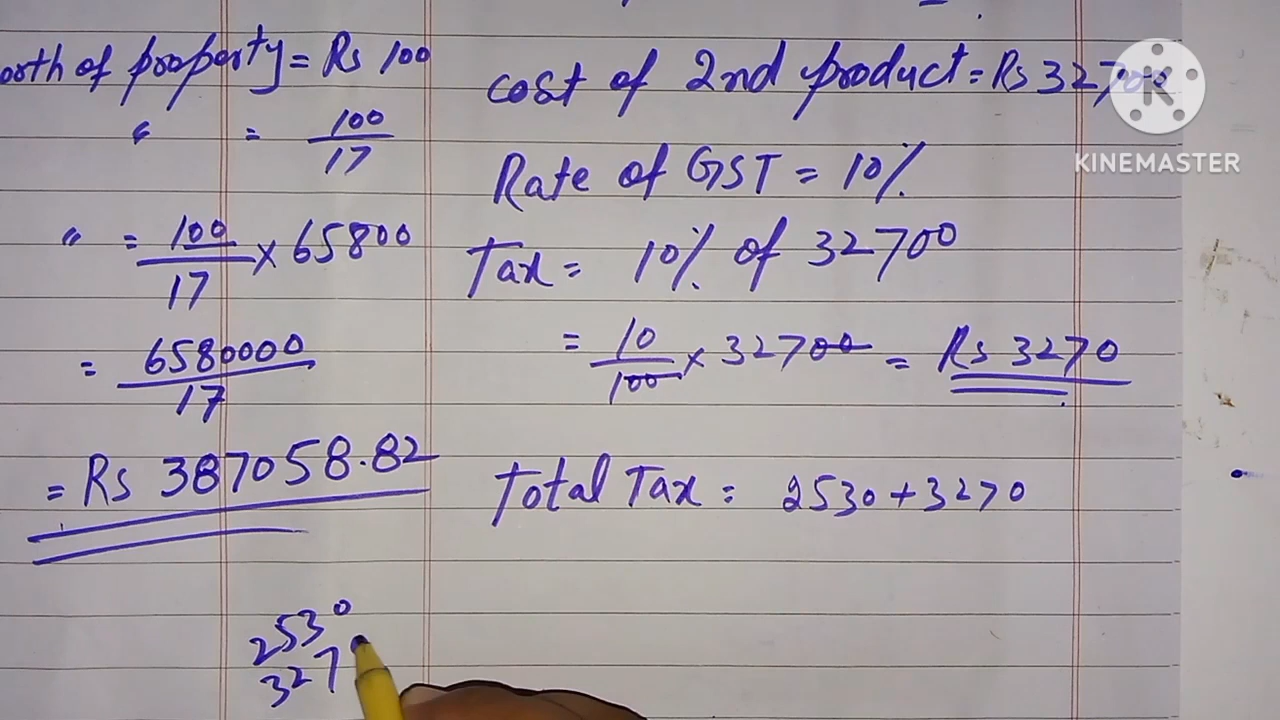 orth of property = Rs 100
" = 100/17
" = 100/17 × 65800
= 6580000/17
= Rs 387058.82
2530
327
cost of 2nd product = Rs 32700
Rate of GST = 10%
Tax = 10% of 32700
= 10/100 × 32700 = Rs 3270
Total Tax = 2530 + 3270
KINEMASTER